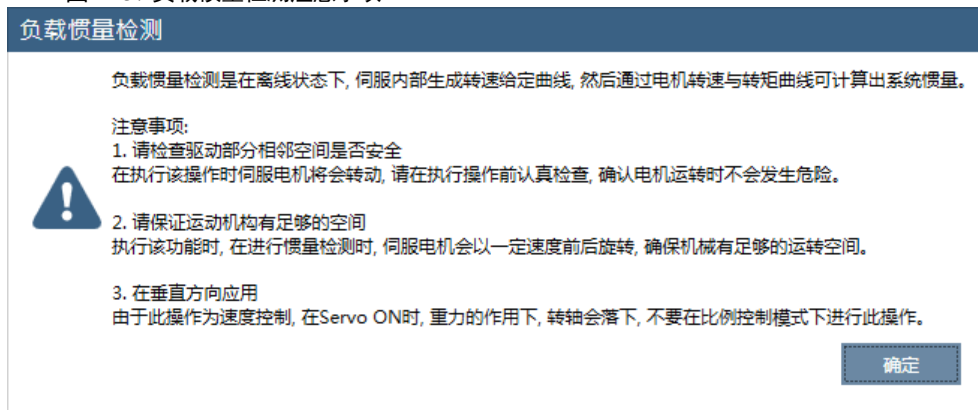 负载惯量检测
负载惯量检测是在离线状态下, 伺服内部生成转速给定曲线, 然后通过电机转速与转矩曲线可计算出系统惯量。
注意事项:
1. 请检查驱动部分相邻空间是否安全
在执行该操作时伺服电机将会转动, 请在执行操作前认真检查, 确认电机运转时不会发生危险。
2. 请保证运动机构有足够的空间
执行该功能时, 在进行惯量检测时, 伺服电机会以一定速度前后旋转, 确保机械有足够的运转空间。
3. 在垂直方向应用
由于此操作为速度控制, 在Servo ON时, 重力的作用下, 转轴会落下, 不要在比例控制模式下进行此操作。
确定